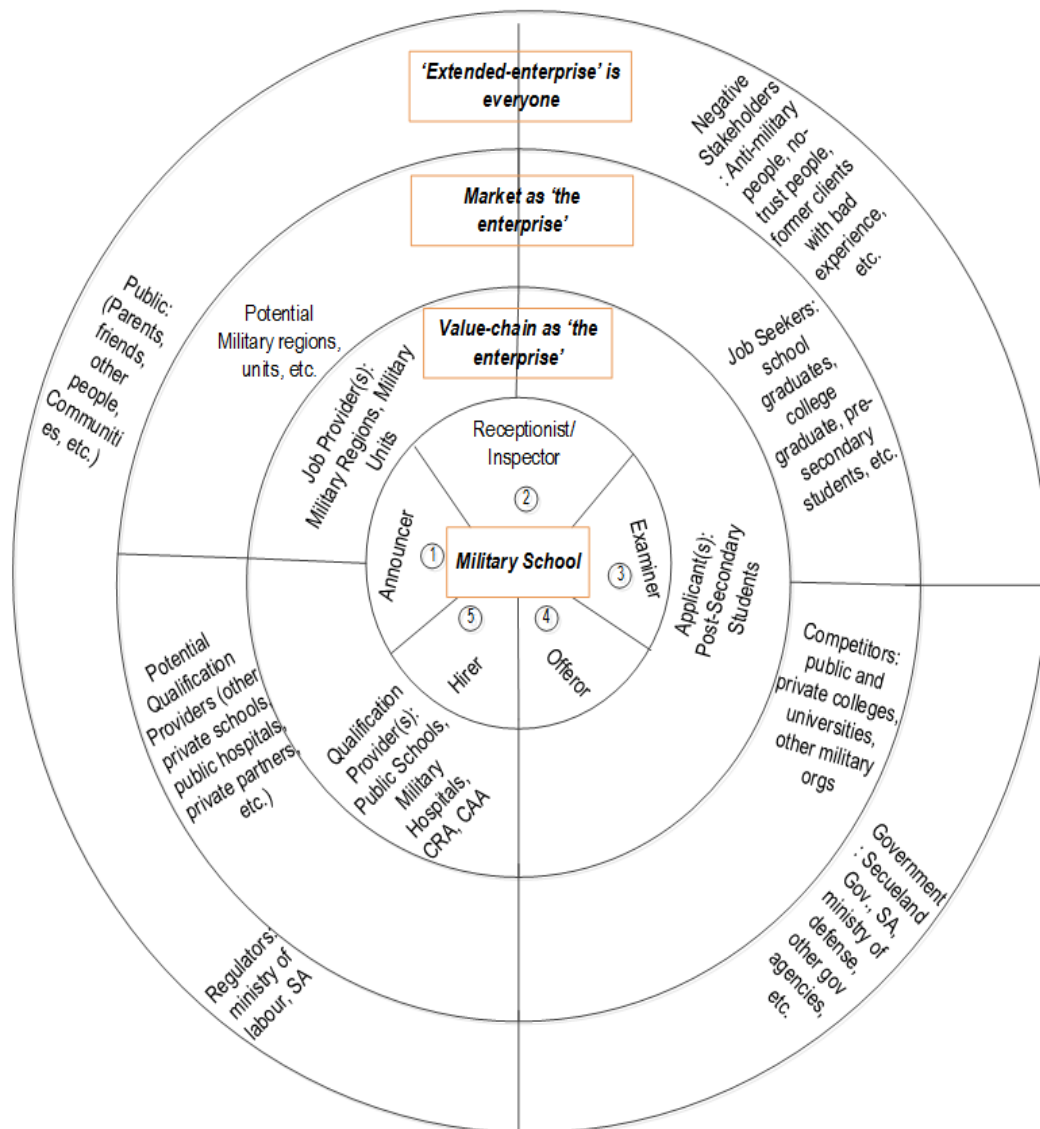 ‘Extended-enterprise’ is
everyone
Negative
Stakeholders
: Anti-military
people, no-
trust people,
former clients
with bad
experience,
etc.
Market as ‘the
enterprise’
Public:
(Parents,
friends,
other
people,
Communiti
es, etc.)
Potential
Military regions,
units, etc.
Value-chain as ‘the
enterprise’
Job Seekers:
school
graduates,
college
graduate, pre-
secondary
students, etc.
Job Provider(s):
Military Regions, Military
Units
Receptionist/
Inspector
2
Announcer
1
Military School
3
Examiner
Applicant(s):
Post-Secondary
Students
5
4
Hirer
Offeror
Potential
Qualification
Providers (other
private schools,
public hospitals,
private partners,
etc.)
Qualification
Provider(s):
Public Schools,
Military
Hospitals,
CRA, CAA
Competitors:
public and
private colleges,
universities,
other military
orgs
Regulators:
ministry of
labour, SA
Government
: Secueland
Gov., SA,
ministry of
defense,
other gov
agencies,
etc.